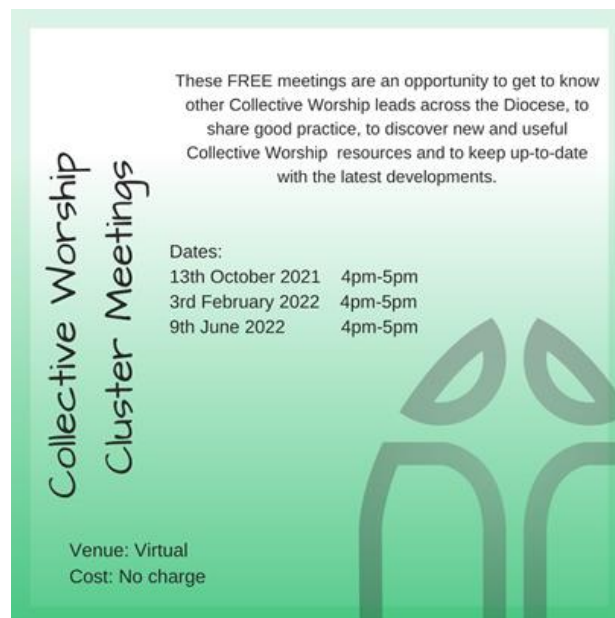 Collective Worship
Cluster Meetings
These FREE meetings are an opportunity to get to know
other Collective Worship leads across the Diocese, to
share good practice, to discover new and useful
Collective Worship resources and to keep up-to-date
with the latest developments.
Dates:
13th October 2021 4pm-5pm
3rd February 2022 4pm-5pm
9th June 2022 4pm-5pm
Venue: Virtual
Cost: No charge